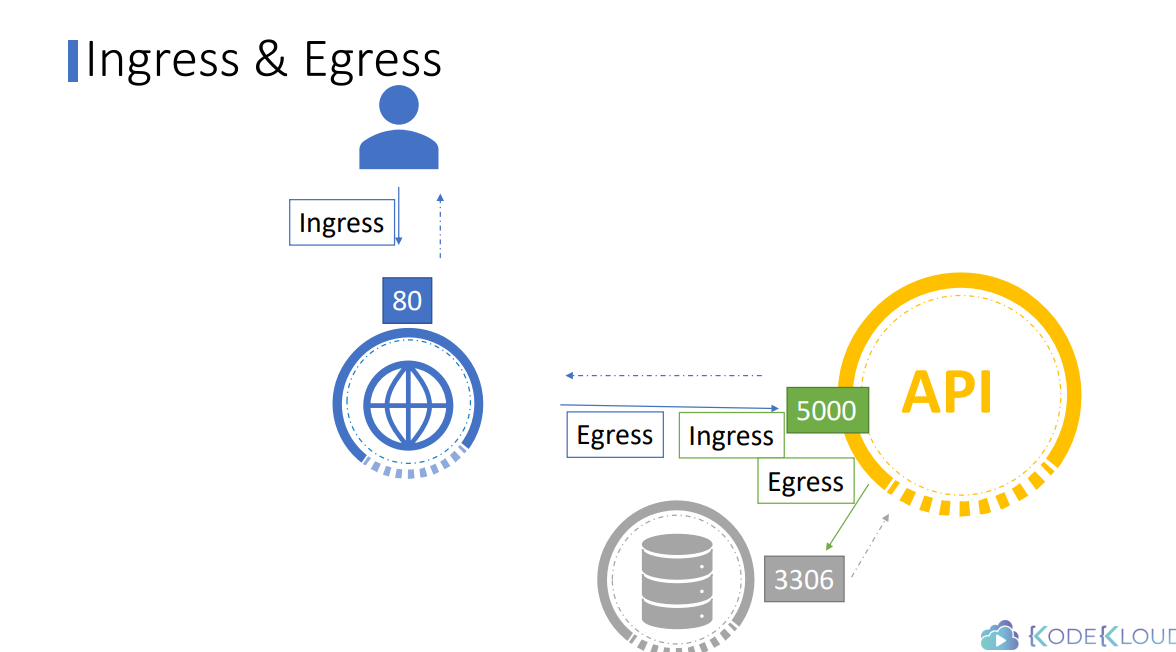 Ingress & Egress
Ingress
80
API
5000
Egress
Ingress
Egress
3306
KODEKLOUD